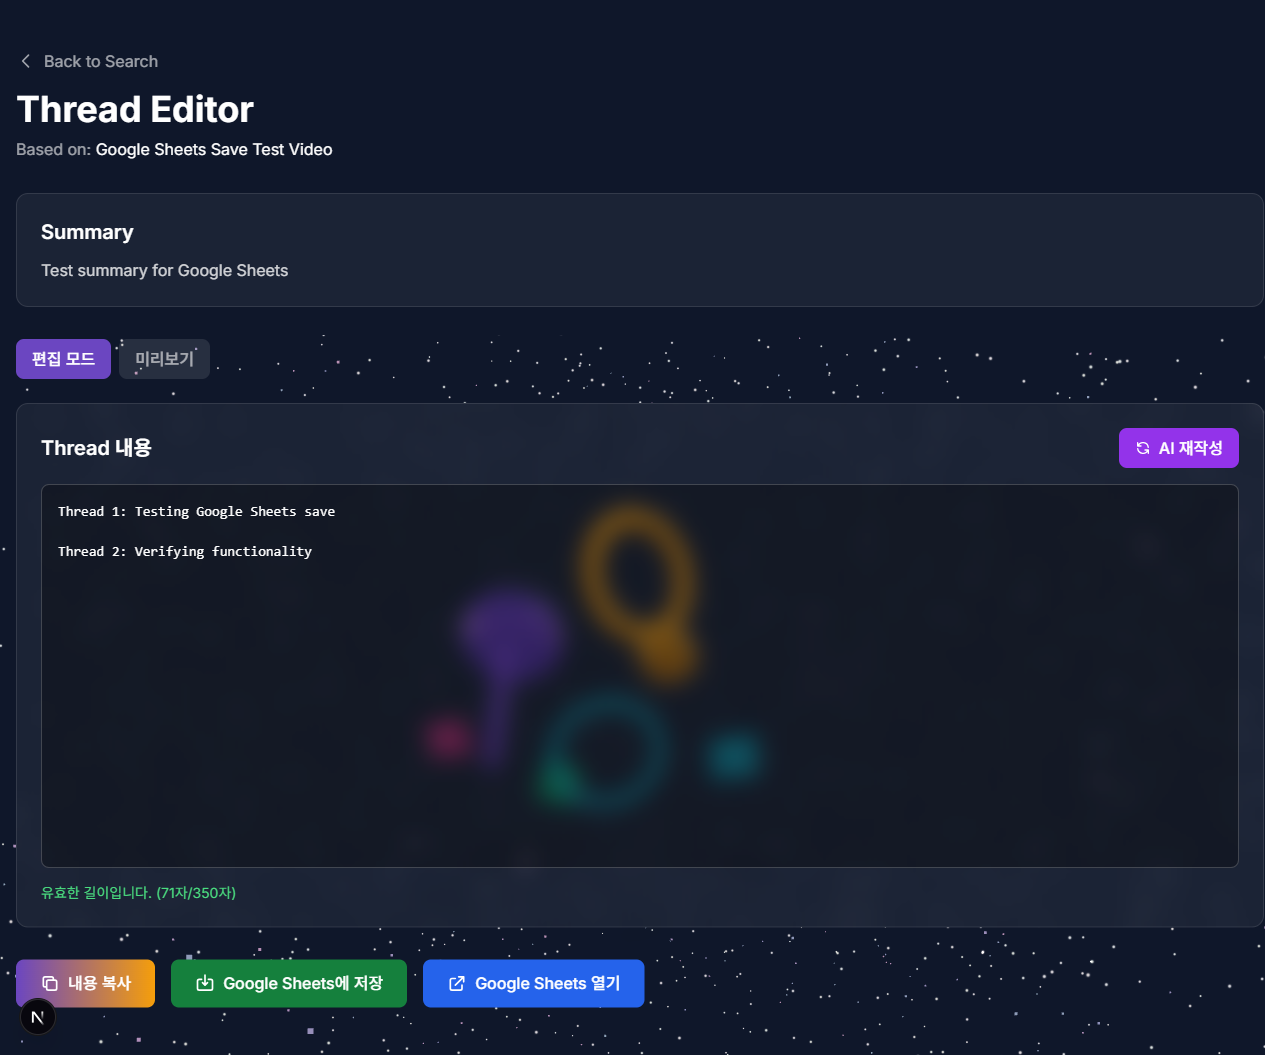 Back to Search
Thread Editor
Based on: Google Sheets Save Test Video
Summary
Test summary for Google Sheets
편집 모드
미리보기
Thread 내용
AI 재작성
Thread 1: Testing Google Sheets save
Thread 2: Verifying functionality
유효한 길이입니다. (71자/350자)
내용 복사
Google Sheets에 저장
Google Sheets 열기
N